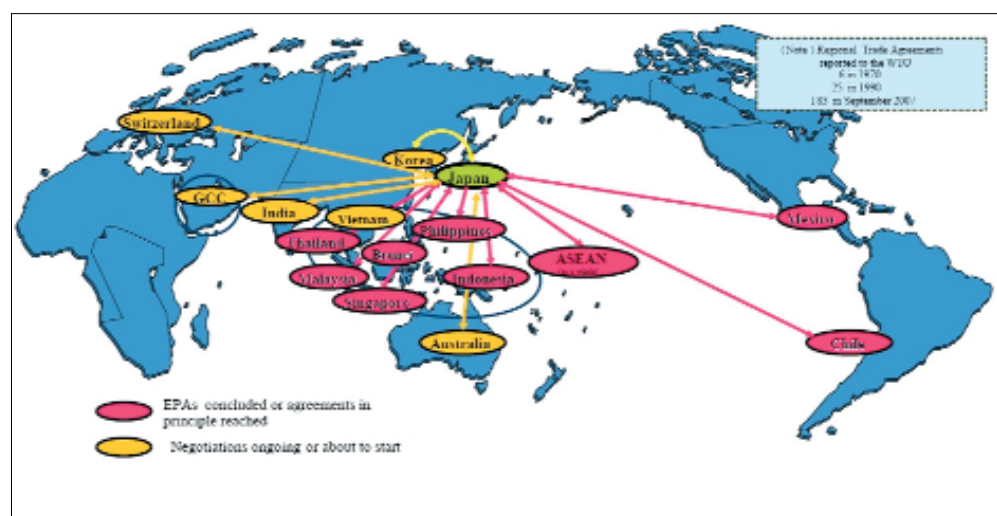 (Note) Regional Trade Agreements
reported to the WTO
6 in 1970
25 in 1990
183 in September 2007
Switzerland
Korea
Japan
GCC
India
Vietnam
Mexico
Philippines
Thailand
Brunei
ASEAN
Malaysia
Indonesia
Singapore
Australia
Chile
EPAs concluded or agreements in
principle reached
Negotiations ongoing or about to start